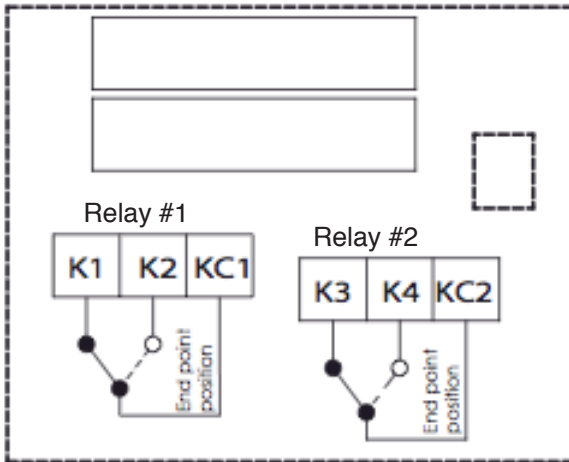 Relay #1
K1 K2 KC1
End point
position
Relay #2
K3 K4 KC2
End point
position